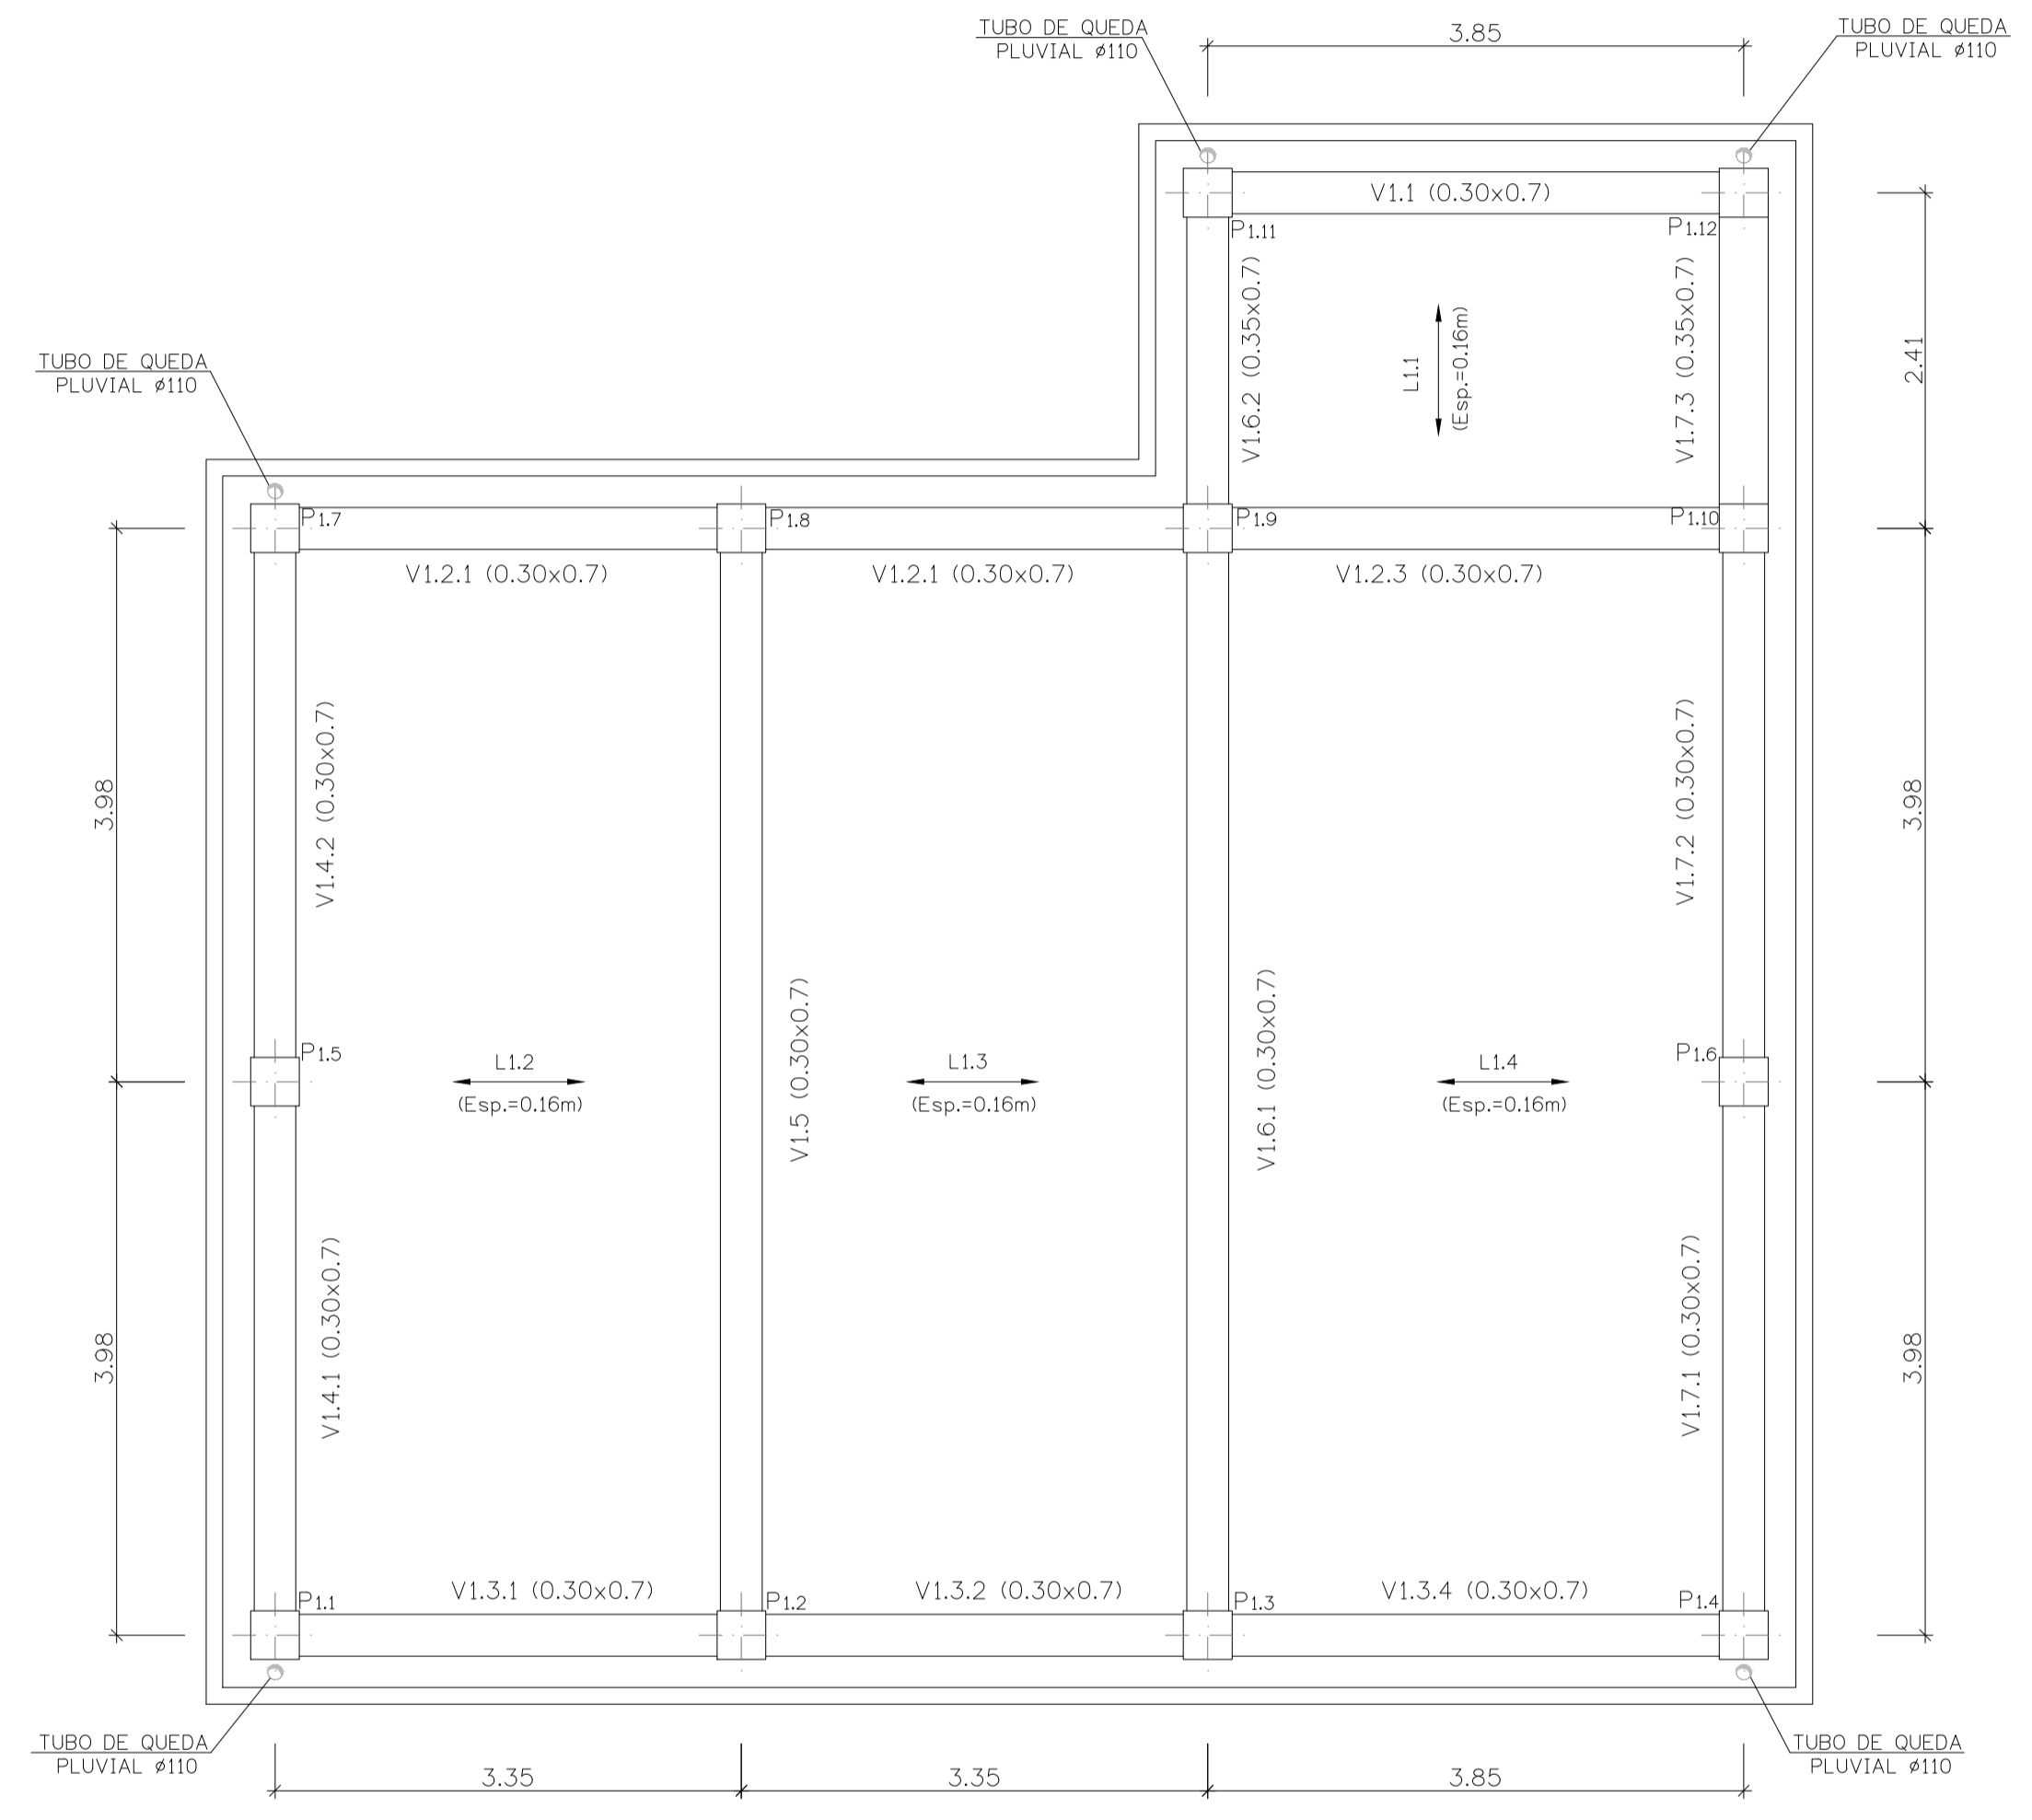 TUBO DE QUEDA
PLUVIAL ø110
3.85
TUBO DE QUEDA
PLUVIAL ø110
V1.1 (0.30x0.7)
P1.11
P1.12
V1.6.2 (0.35x0.7)
L1.1
(Esp.=0.16m)
V1.7.3 (0.35x0.7)
2.41
TUBO DE QUEDA
PLUVIAL ø110
P1.7
P1.8
P1.9
P1.10
V1.2.1 (0.30x0.7)
V1.2.1 (0.30x0.7)
V1.2.3 (0.30x0.7)
3.98
V1.4.2 (0.30x0.7)
V1.7.2 (0.30x0.7)
3.98
P1.5
L1.2
(Esp.=0.16m)
V1.5 (0.30x0.7)
L1.3
(Esp.=0.16m)
V1.6.1 (0.30x0.7)
L1.4
(Esp.=0.16m)
P1.6
3.98
V1.4.1 (0.30x0.7)
V1.7.1 (0.30x0.7)
3.98
P1.1
V1.3.1 (0.30x0.7)
P1.2
V1.3.2 (0.30x0.7)
P1.3
V1.3.4 (0.30x0.7)
P1.4
TUBO DE QUEDA
PLUVIAL ø110
TUBO DE QUEDA
PLUVIAL ø110
3.35
3.35
3.85